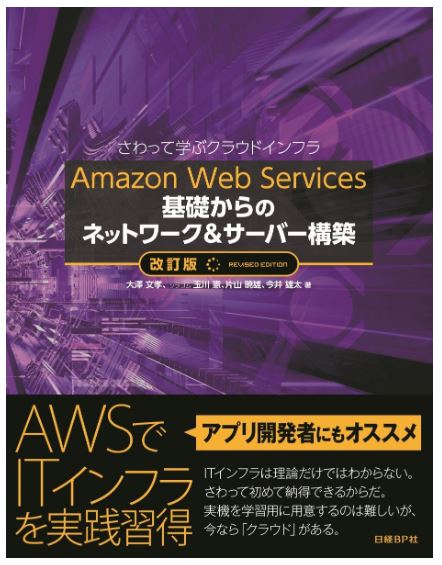 さわって学ぶクラウドインフラ
Amazon Web Services
基礎からの
ネットワーク&サーバー構築
改訂版 REVISED EDITION
大澤 文孝、玉川 憲、片山 暁雄、今井 雄太 著
AWSで
ITインフラ
を実践習得
アプリ開発者にもオススメ
ITインフラは理論だけではわからない。
さわって初めて納得できるからだ。
実機を学習用に用意するのは難しいが、
今なら「クラウド」がある。
日経BP社